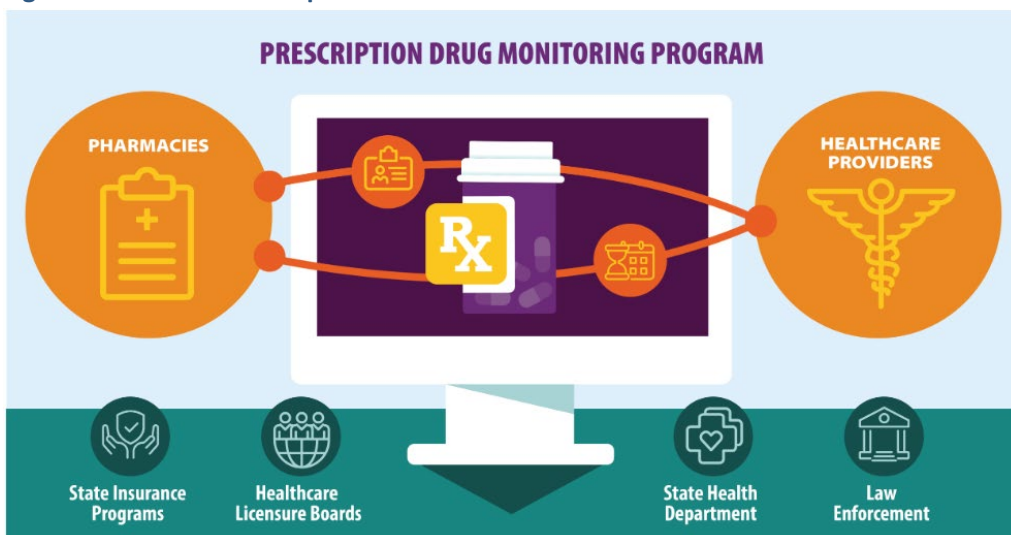 PRESCRIPTION DRUG MONITORING PROGRAM
PHARMACIES
HEALTHCARE
PROVIDERS
Rx
State Insurance
Programs
Healthcare
Licensure Boards
State Health
Department
Law
Enforcement